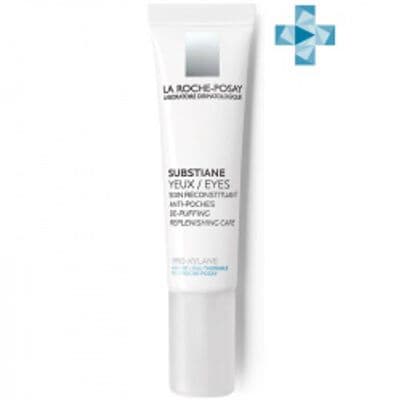 LA ROCHE-POSAY
LABORATOIRE DERMATOLOGIQUE
SUBSTIANE
YEUX / EYES
SOIN RECONSTITUANT
ANTI-POCHES
DE-PUFFING
REPLENISHING CARE
PRO-XYLANE